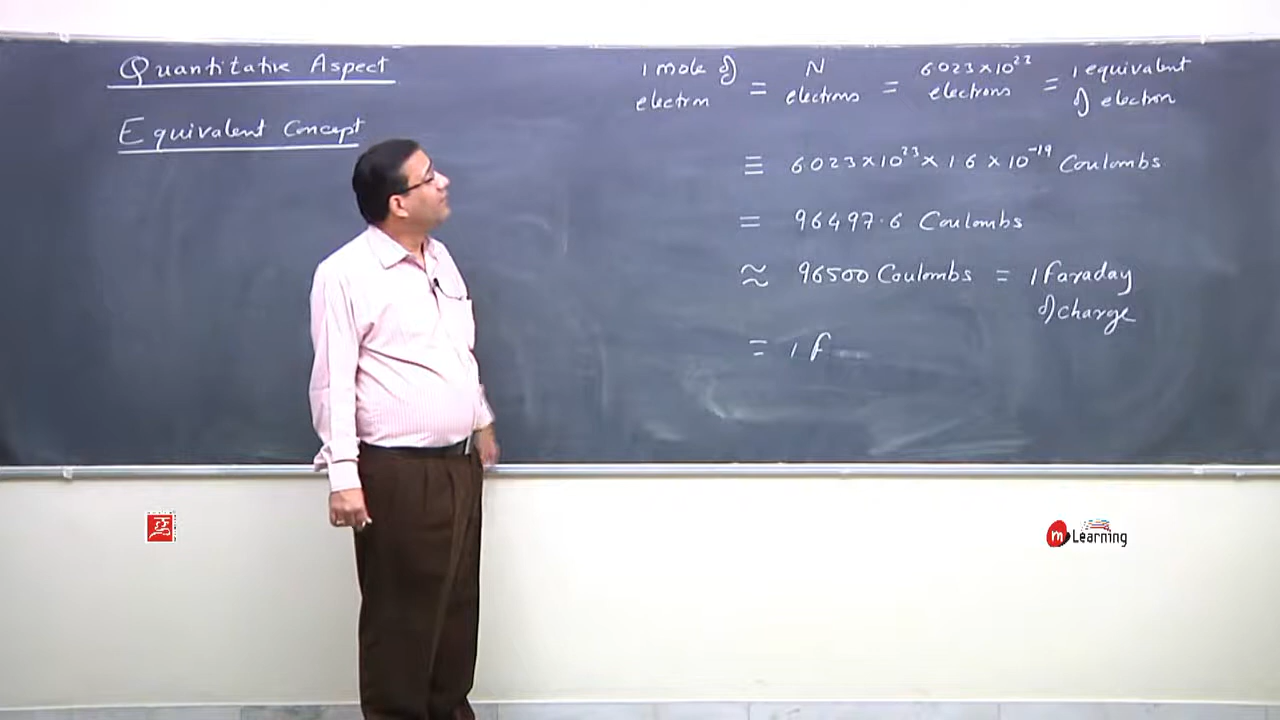 Quantitative Aspect
Equivalent Concept
1 mole of electron = N electrons = 6.023 × 10²³ electrons = 1 equivalent of electron
≡ 6.023 × 10²³ × 1.6 × 10⁻¹⁹ Coulombs
= 96497.6 Coulombs
≈ 96500 Coulombs = 1 Faraday of charge
= 1 F
m Learning